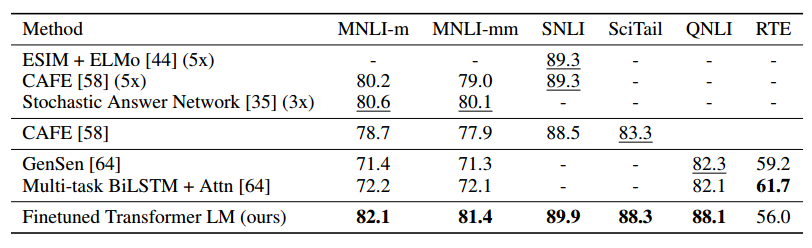 Method MNLI-m MNLI-mm SNLI SciTail QNLI RTE
ESIM + ELMo [44] (5x) - - 89.3 - - -
CAFE [58] (5x) 80.2 79.0 89.3 - - -
Stochastic Answer Network [35] (3x) 80.6 80.1 - - - -
CAFE [58] 78.7 77.9 88.5 83.3
GenSen [64] 71.4 71.3 - - 82.3 59.2
Multi-task BiLSTM + Attn [64] 72.2 72.1 - - 82.1 61.7
Finetuned Transformer LM (ours) 82.1 81.4 89.9 88.3 88.1 56.0